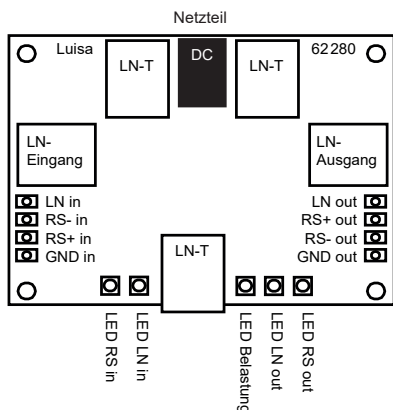 Netzteil
Luisa
LN-T
DC
LN-T
62280
LN-
Eingang
LN-
Ausgang
LN in
RS- in
RS+ in
GND in
LN out
RS+ out
RS- out
GND out
LN-T
LED RS in
LED LN in
LED Belastung
LED LN out
LED RS out